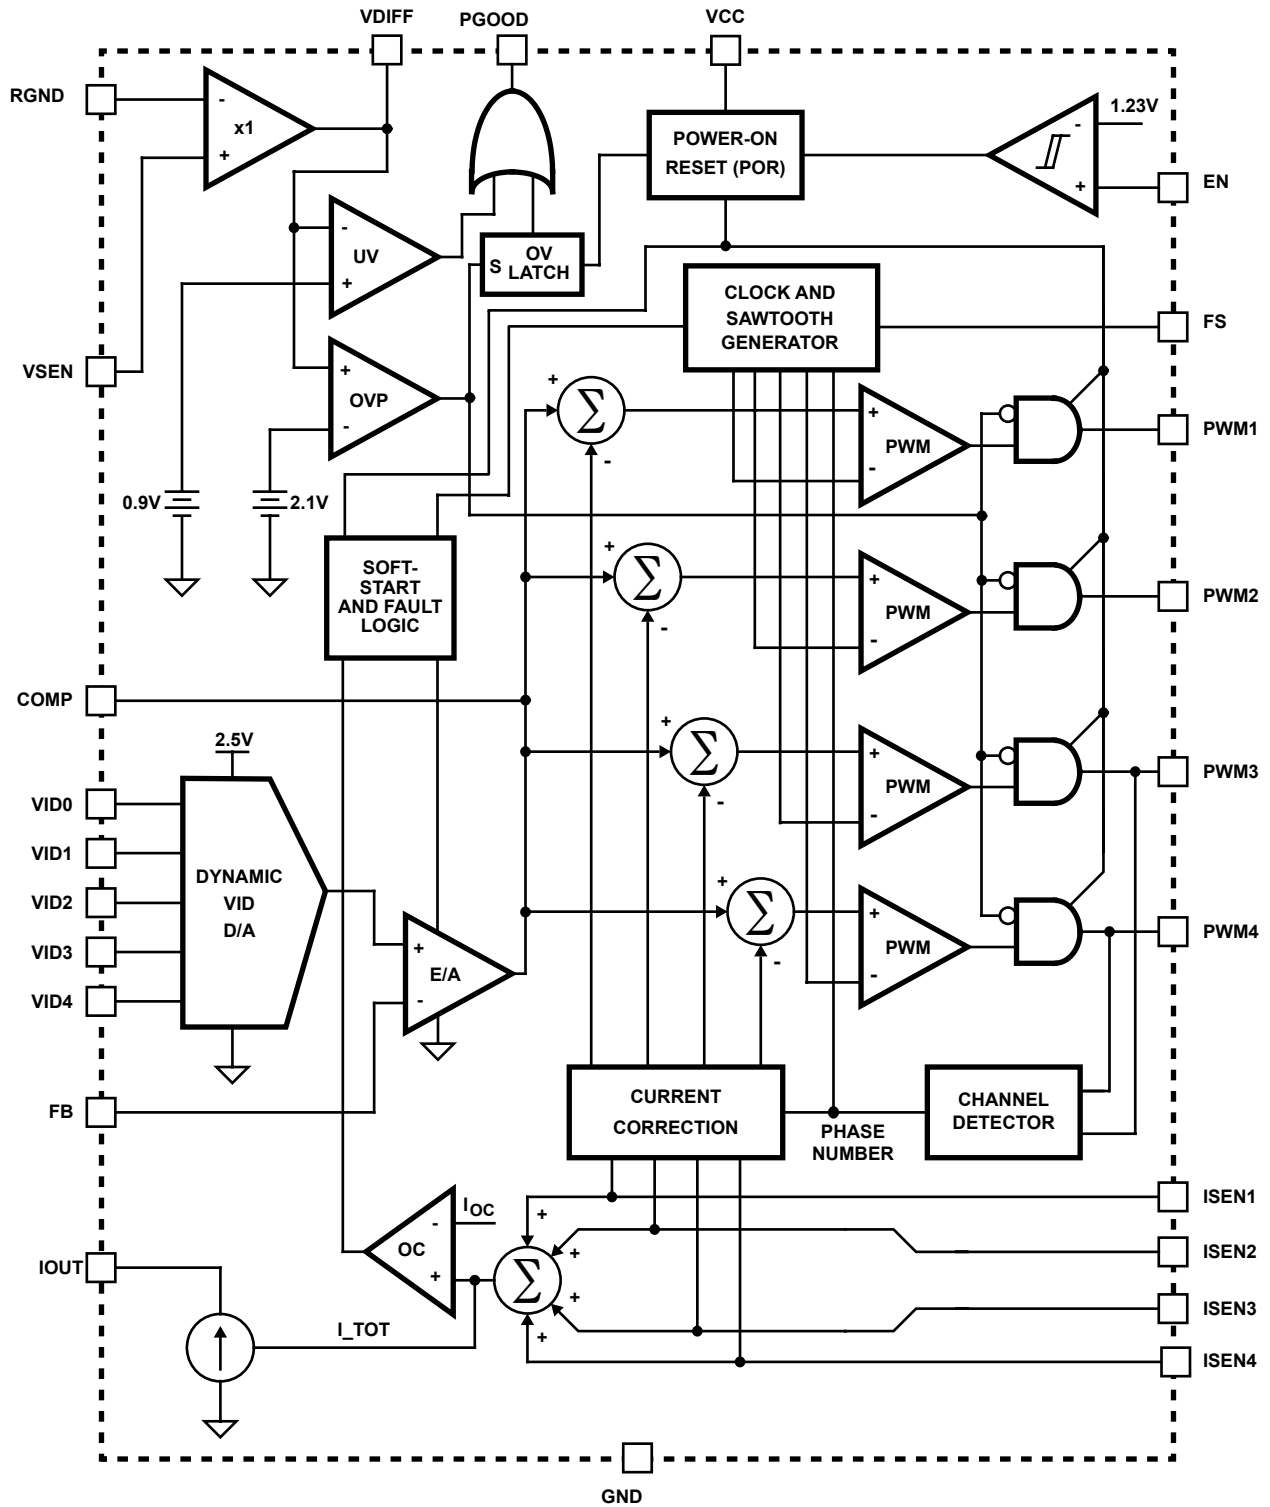 VDIFF
PGOOD
VCC
RGND
-
x1
+
POWER-ON
RESET (POR)
1.23V
-
+
EN
-
UV
+
S
OV
LATCH
CLOCK AND
SAWTOOTH
GENERATOR
FS
VSEN
+
OVP
-
+
Σ
-
+
PWM
-
PWM1
0.9V
2.1V
SOFT-
START
AND FAULT
LOGIC
+
Σ
-
+
PWM
-
PWM2
COMP
2.5V
+
Σ
-
+
PWM
-
PWM3
VID0
VID1
VID2
VID3
VID4
DYNAMIC
VID
D/A
+
E/A
-
+
Σ
-
+
PWM
-
PWM4
FB
CURRENT
CORRECTION
PHASE
NUMBER
CHANNEL
DETECTOR
ISEN1
IOC
-
OC
+
+
+
Σ
+
+
ISEN2
IOUT
ISEN3
I_TOT
ISEN4
GND